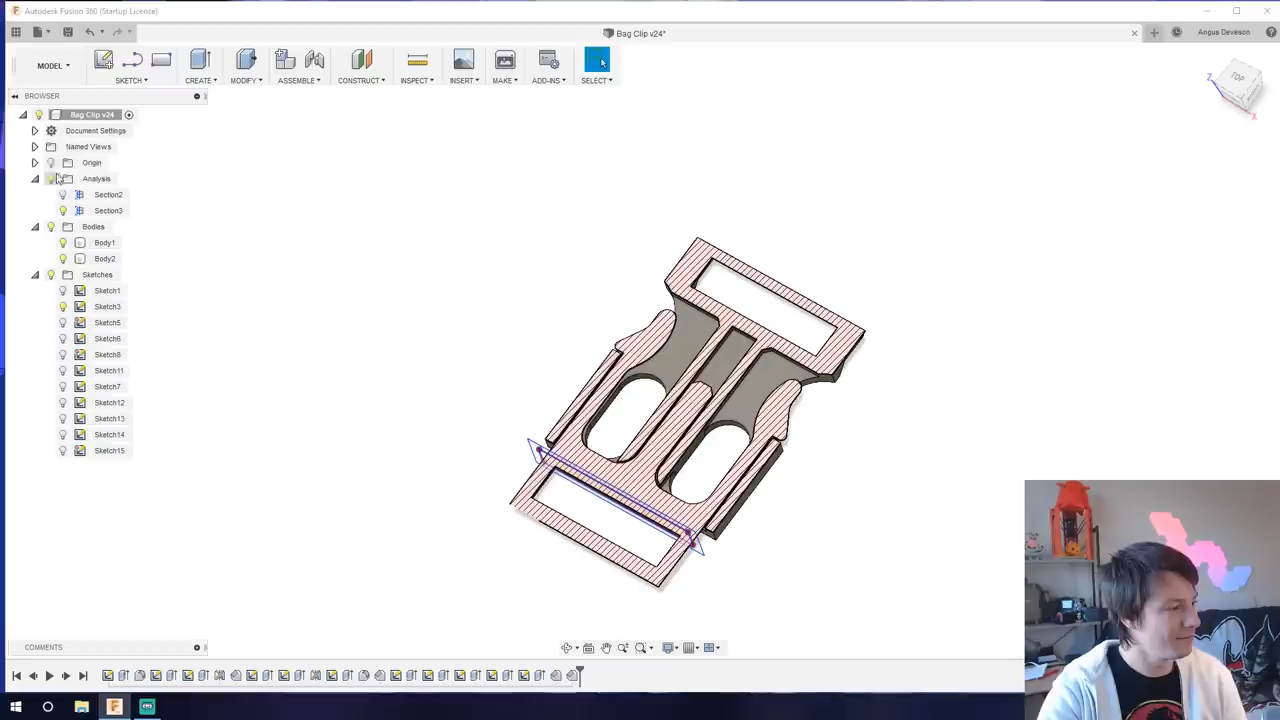 Autodesk Fusion 360 (Startup License)
Bag Clip v24*
Angus Deveson
MODEL
SKETCH
CREATE
MODIFY
ASSEMBLE
CONSTRUCT
INSPECT
INSERT
MAKE
ADD-INS
SELECT
BROWSER
TOP
Z
X
Bag Clip v24
Document Settings
Named Views
Origin
Analysis
Section2
Section3
Bodies
Body1
Body2
Sketches
Sketch1
Sketch3
Sketch5
Sketch6
Sketch8
Sketch11
Sketch7
Sketch12
Sketch13
Sketch14
Sketch15
COMMENTS